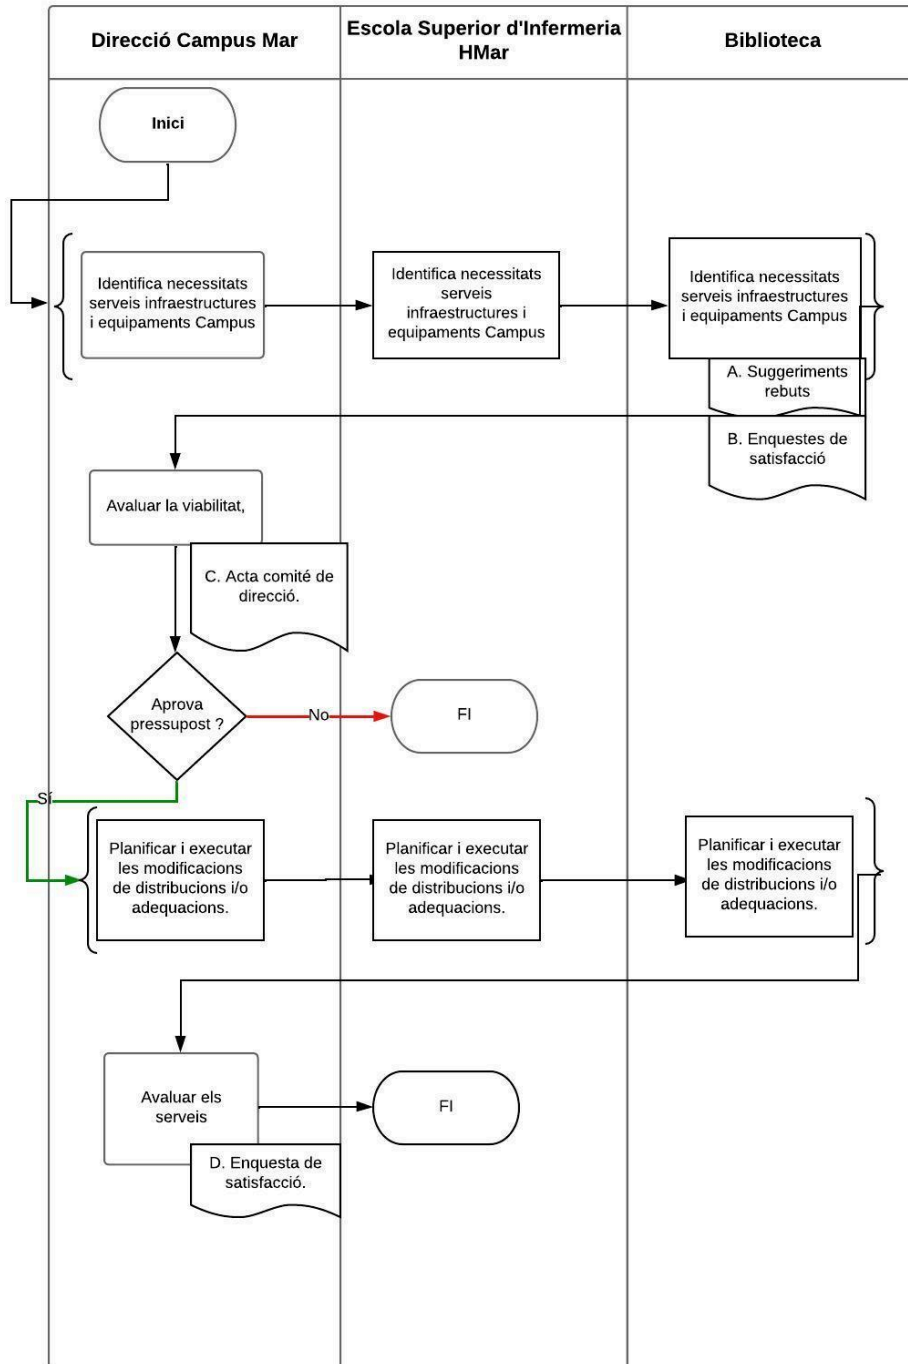 Direcció Campus Mar
Escola Superior d'Infermeria
HMar
Biblioteca
Inici
Identifica necessitats
serveis infraestructures
i equipaments Campus
Identifica necessitats
serveis
infraestructures i
equipaments Campus
Identifica necessitats
serveis infraestructures
i equipaments Campus
A. Suggeriments
rebuts
B. Enquestes de
satisfacció
Avaluar la viabilitat,
C. Acta comité de
direcció.
Aprova
pressupost ?
No
FI
Sí
Planificar i executar
les modificacions
de distribucions i/o
adequacions.
Planificar i executar
les modificacions
de distribucions i/o
adequacions.
Planificar i executar
les modificacions
de distribucions i/o
adequacions.
Avaluar els
serveis
FI
D. Enquesta de
satisfacció.